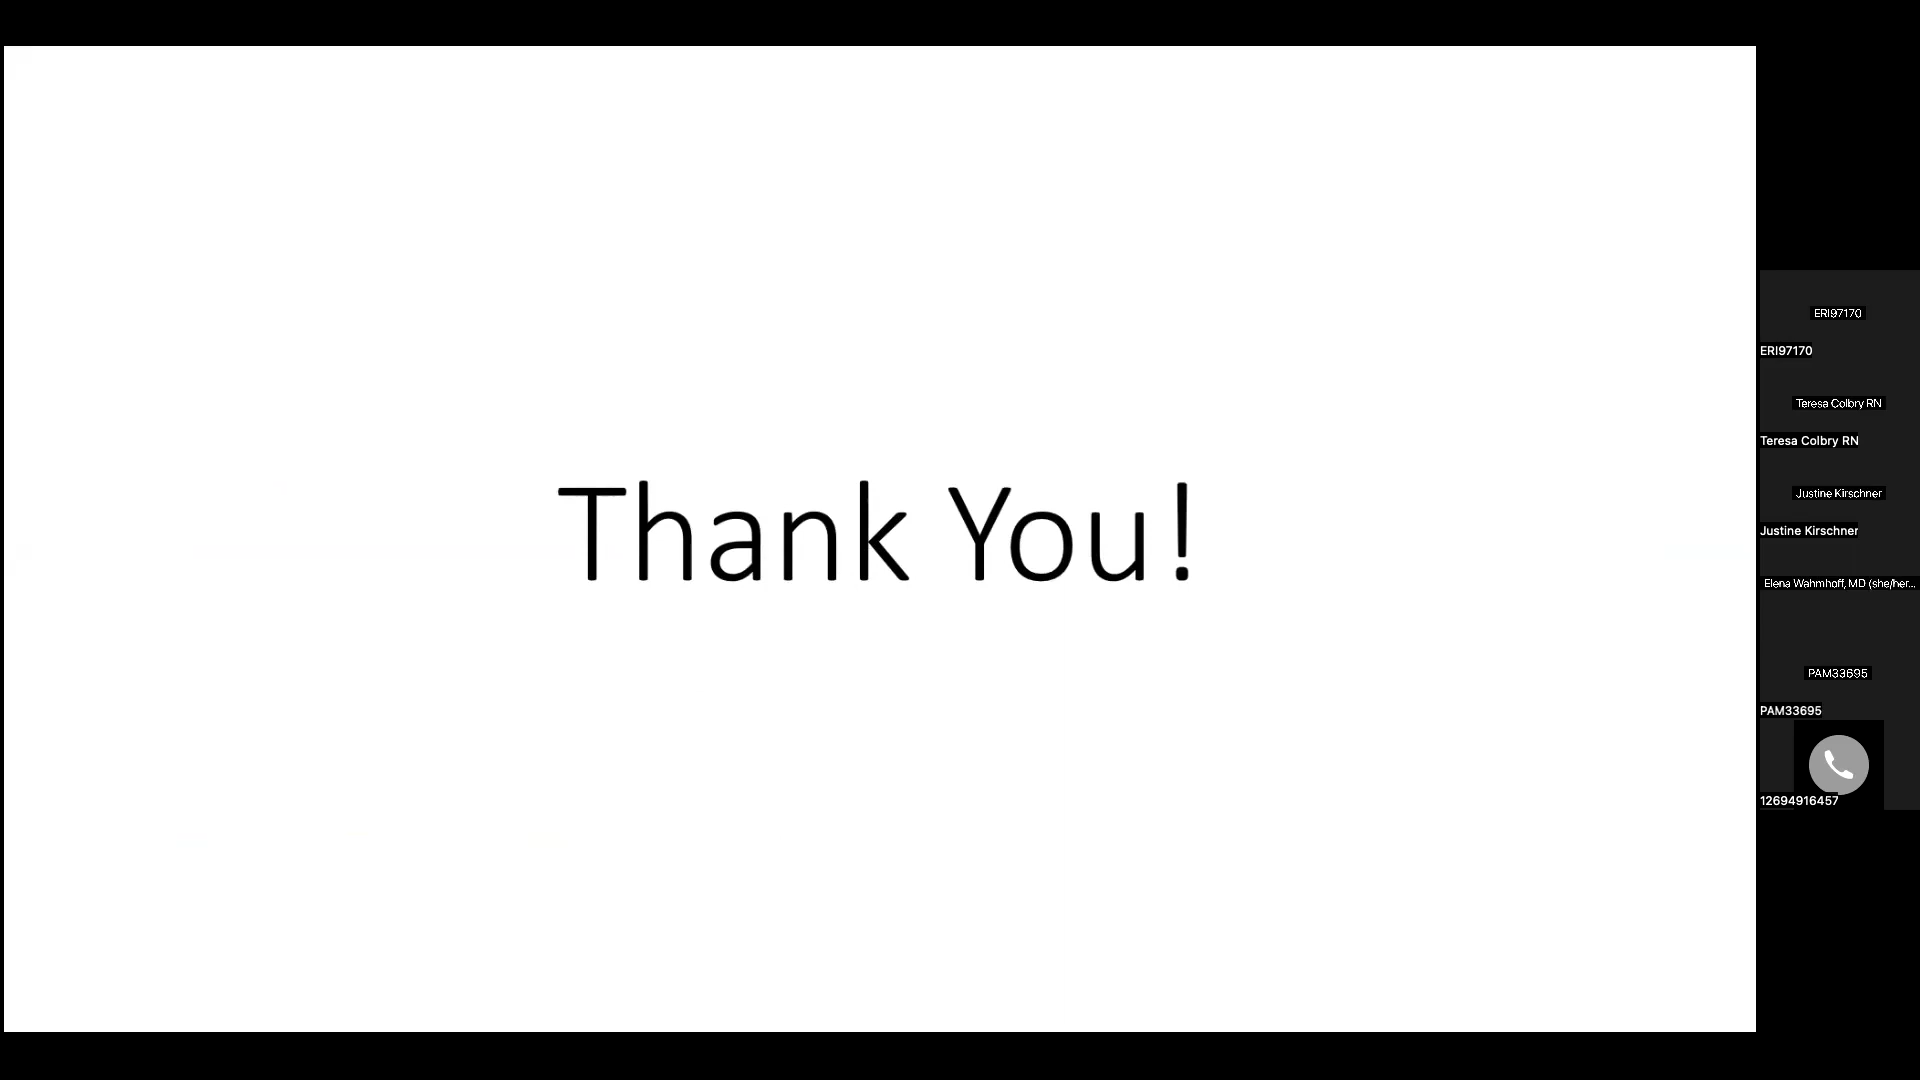 Thank You!
ERI97170
ERI97170
Teresa Colbry RN
Teresa Colbry RN
Justine Kirschner
Justine Kirschner
Elena Wahmhoff, MD (she/her...
PAM33695
PAM33695
12694916457